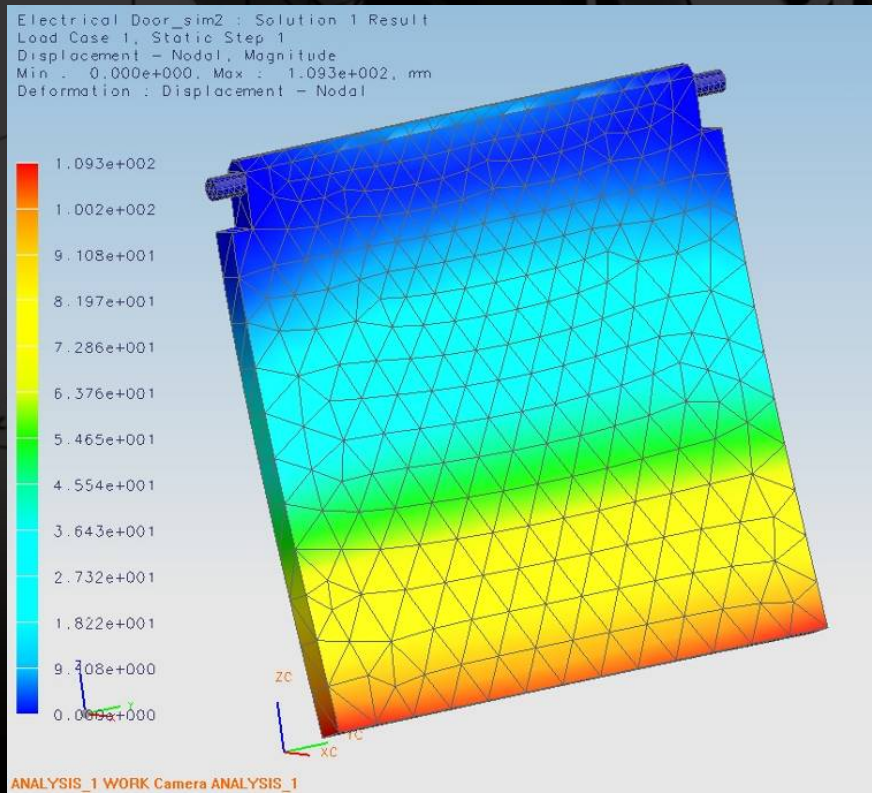 Electrical Door_sim2 : Solution 1 Result
Load Case 1, Static Step 1
Displacement - Nodal, Magnitude
Min : 0.000e+000, Max : 1.093e+002, mm
Deformation : Displacement - Nodal
1.093e+002
1.002e+002
9.108e+001
8.197e+001
7.286e+001
6.376e+001
5.465e+001
4.554e+001
3.643e+001
2.732e+001
1.822e+001
9.108e+000
0.000e+000
Z
Y
X
ZC
YC
XC
ANALYSIS_1 WORK Camera ANALYSIS_1